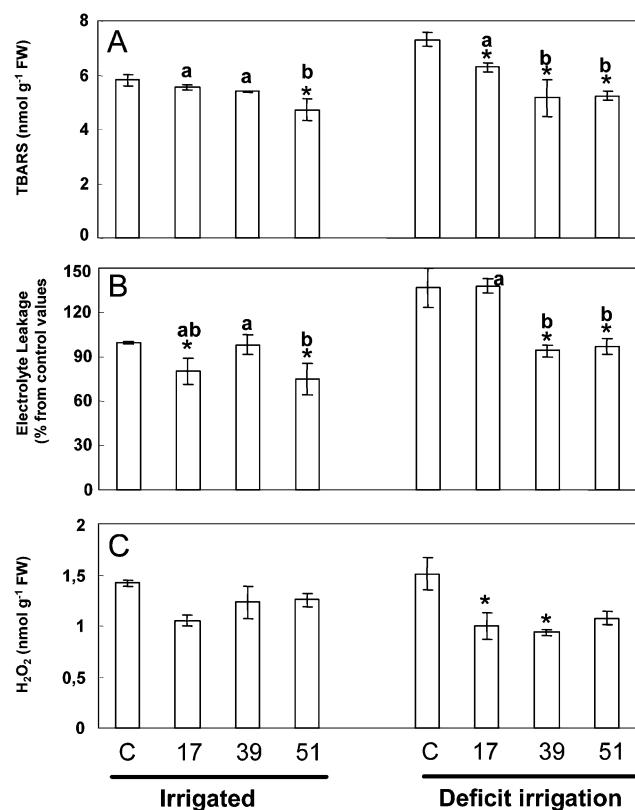 A
TBARS (nmol g⁻¹ FW)
8
6
4
2
0
a
a
b
*
a
*
b
*
b
*
B
Electrolyte Leakage
(% from control values
150
120
90
60
30
0
ab
*
a
b
*
a
b
*
b
*
C
H₂O₂ (nmol g⁻¹ FW)
2
1,5
1
0,5
0
*
*
C 17 39 51 C 17 39 51
Irrigated Deficit irrigation